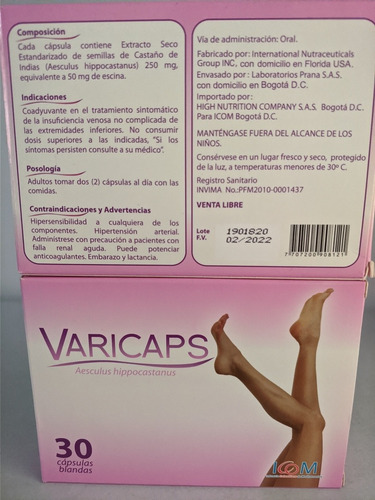 Composición
Cada cápsula contiene Extracto Seco
Estandarizado de semillas de Castaño de
Indias (Aesculus hippocastanus) 250 mg,
equivalente a 50 mg de escina.
Indicaciones
Coadyuvante en el tratamiento sintomático
de la insuficiencia venosa no complicada de
las extremidades inferiores. No consumir
dosis superiores a las indicadas, "Si los
síntomas persisten consulte a su médico".
Posología
Adultos tomar dos (2) cápsulas al día con las
comidas.
Contraindicaciones y Advertencias
Hipersensibilidad a cualquiera de los
componentes. Hipertensión arterial.
Adminístrese con precaución a pacientes con
falla renal aguda. Puede potenciar
anticoagulantes. Embarazo y lactancia.
Vía de administración: Oral.
Fabricado por: International Nutraceuticals
Group INC, con domicilio en Florida USA.
Envasado por: Laboratorios Prana S.A.S.
con domicilio en Bogotá D.C.
Importado por:
HIGH NUTRITION COMPANY S.A.S. Bogotá D.C.
Para ICOM Bogotá D.C.
MANTÉNGASE FUERA DEL ALCANCE DE LOS
NIÑOS.
Consérvese en un lugar fresco y seco, protegido
de la luz, a temperaturas menores de 30º C.
Registro Sanitario
INVIMA No.:PFM2010-0001437
VENTA LIBRE
Lote 1901820
F.V. 02/2022
7707200908121
VARICAPS
Aesculus hippocastanus
30
cápsulas
blandas
ICOM